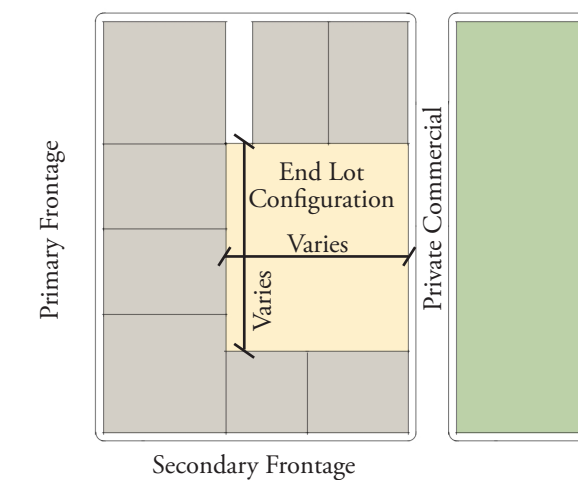 End Lot
Configuration
Varies
Varies
Primary Frontage
Private Commercial
Secondary Frontage